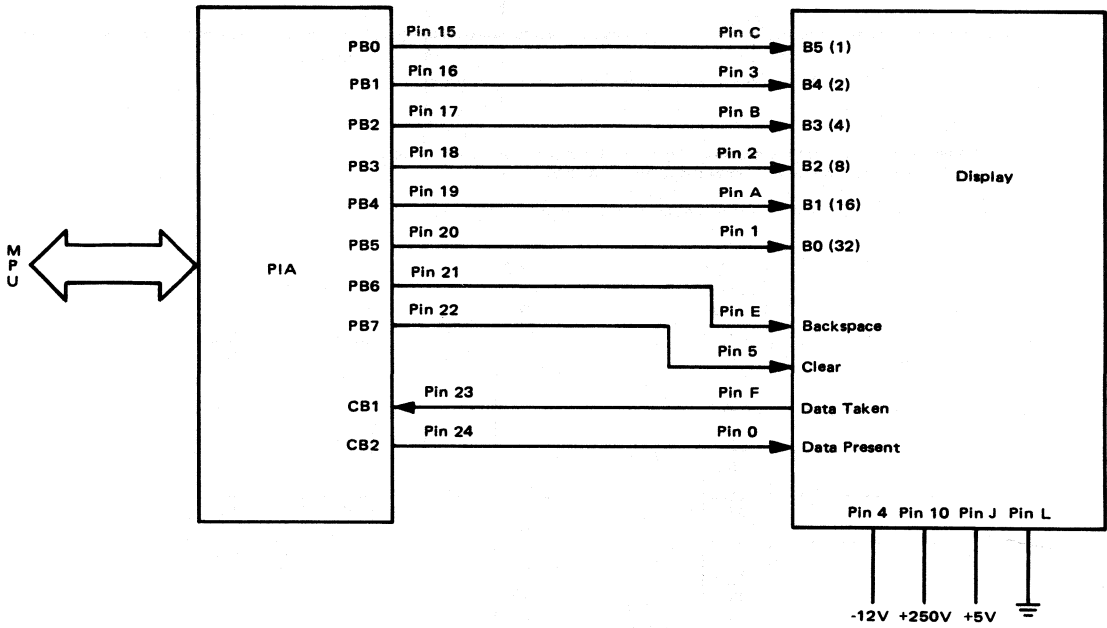 Pin 15 Pin C
PB0 B5 (1)
Pin 16 Pin 3
PB1 B4 (2)
Pin 17 Pin B
PB2 B3 (4)
Pin 18 Pin 2
PB3 B2 (8)
Display
Pin 19 Pin A
PB4 B1 (16)
Pin 20 Pin 1
PB5 B0 (32)
MPU
PIA
Pin 21
PB6
Pin 22 Pin E
PB7 Backspace
Pin 5
Clear
Pin 23 Pin F
CB1 Data Taken
Pin 24 Pin 0
CB2 Data Present
Pin 4 Pin 10 Pin J Pin L
-12V +250V +5V